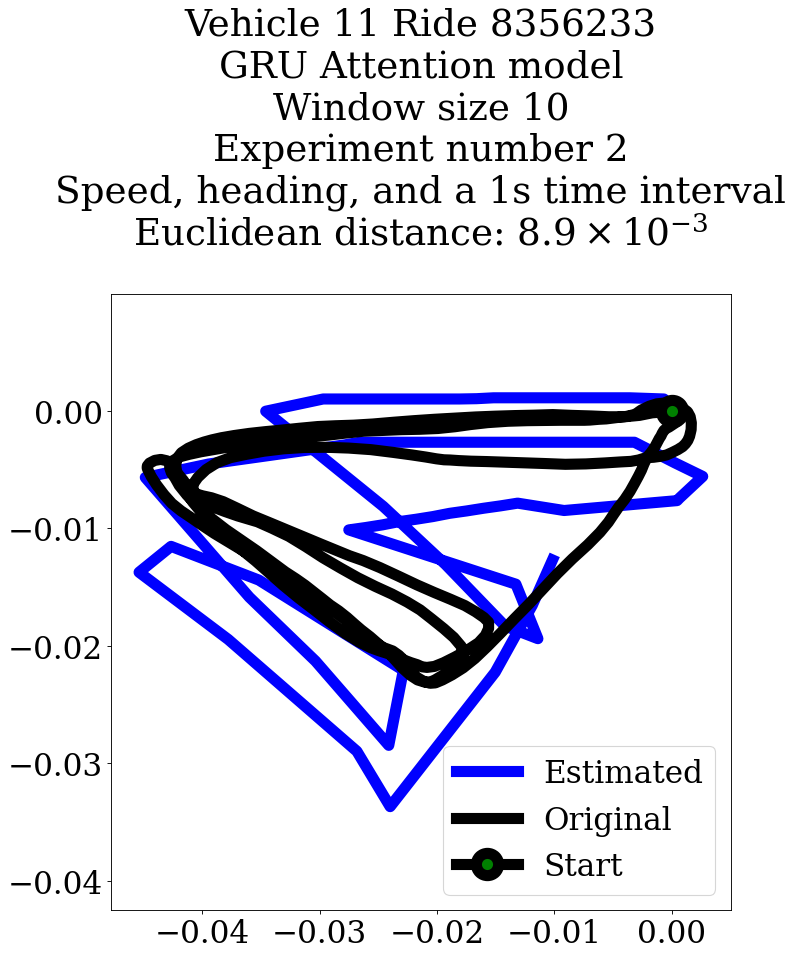 Vehicle 11 Ride 8356233
GRU Attention model
Window size 10
Experiment number 2
Speed, heading, and a 1s time interval
Euclidean distance: 8.9 × 10⁻³
0.00
−0.01
−0.02
−0.03
−0.04
Estimated
Original
Start
−0.04 −0.03 −0.02 −0.01 0.00